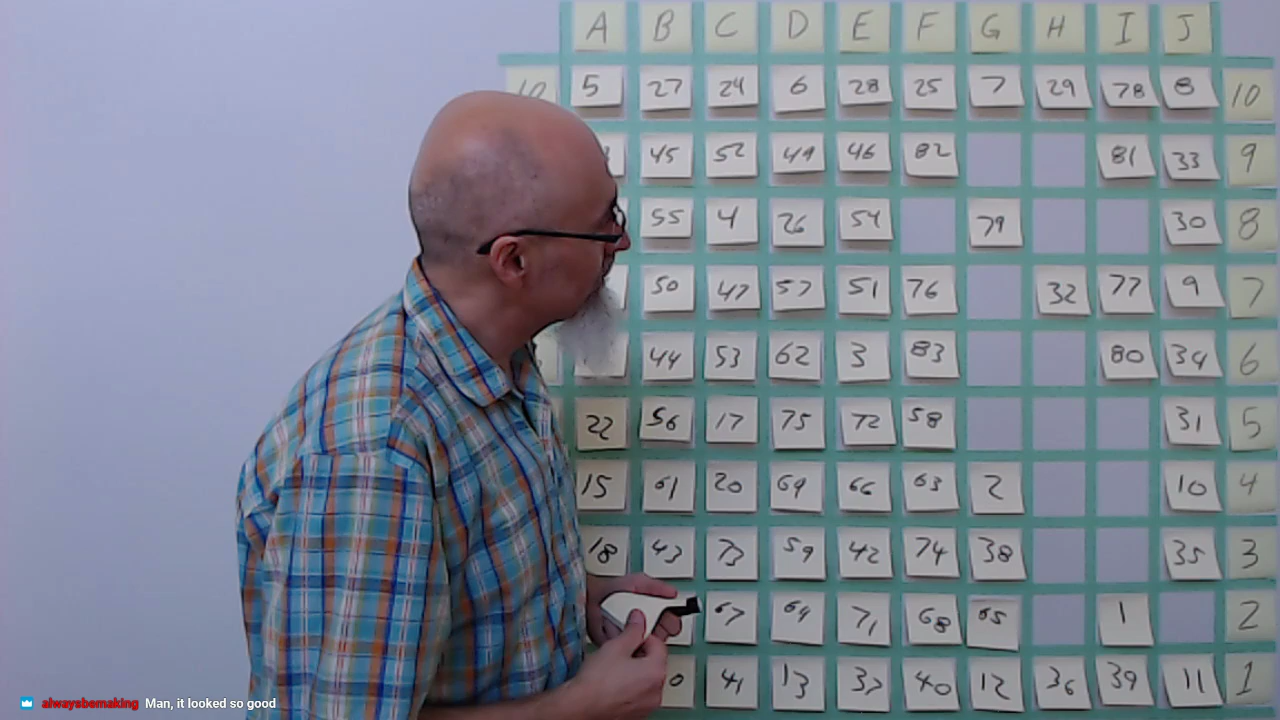 A B C D E F G H I J
10 5 27 24 6 28 25 7 29 78 8 10
45 52 49 46 82 81 33 9
55 4 26 54 79 30 8
50 47 57 51 76 32 77 9 7
44 53 62 3 83 80 34 6
22 56 17 75 72 58 31 5
15 61 20 69 66 63 2 10 4
18 43 73 59 42 74 38 35 3
67 64 71 68 65 1 2
41 13 37 40 12 36 39 11 1
alwaysbemaking Man, it looked so good